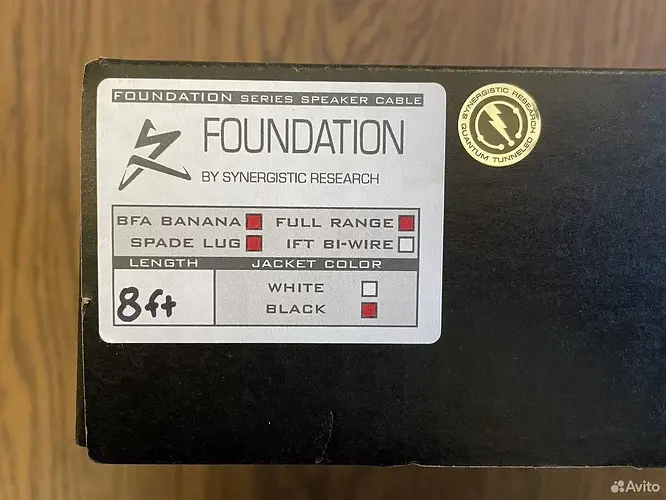 FOUNDATION SERIES SPEAKER CABLE
FOUNDATION
BY SYNERGISTIC RESEARCH
BFA BANANA FULL RANGE
SPADE LUG IFT BI-WIRE
LENGTH JACKET COLOR
8ft
WHITE
BLACK
SYNERGISTIC RESEARCH
QUANTUM TUNNELED
Avito